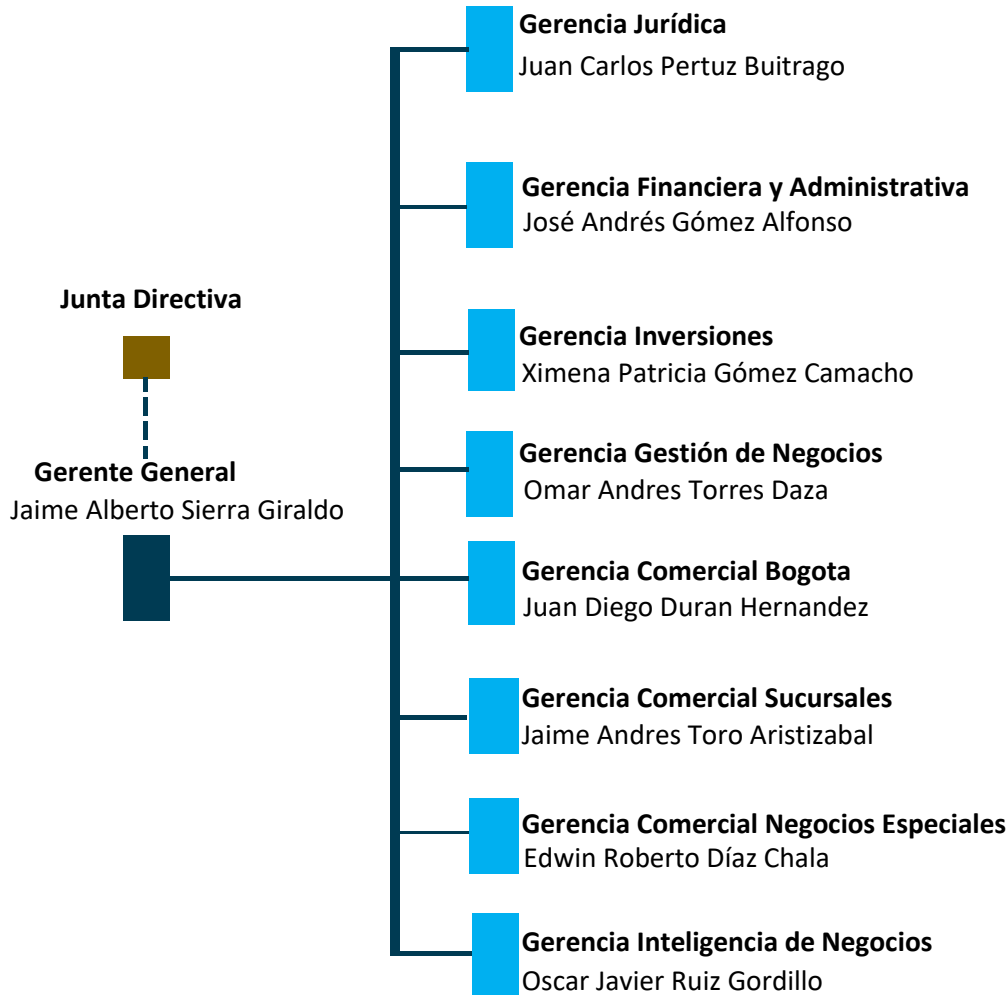 Junta Directiva
Gerente General
Jaime Alberto Sierra Giraldo
Gerencia Jurídica
Juan Carlos Pertuz Buitrago
Gerencia Financiera y Administrativa
José Andrés Gómez Alfonso
Gerencia Inversiones
Ximena Patricia Gómez Camacho
Gerencia Gestión de Negocios
Omar Andres Torres Daza
Gerencia Comercial Bogota
Juan Diego Duran Hernandez
Gerencia Comercial Sucursales
Jaime Andres Toro Aristizabal
Gerencia Comercial Negocios Especiales
Edwin Roberto Díaz Chala
Gerencia Inteligencia de Negocios
Oscar Javier Ruiz Gordillo